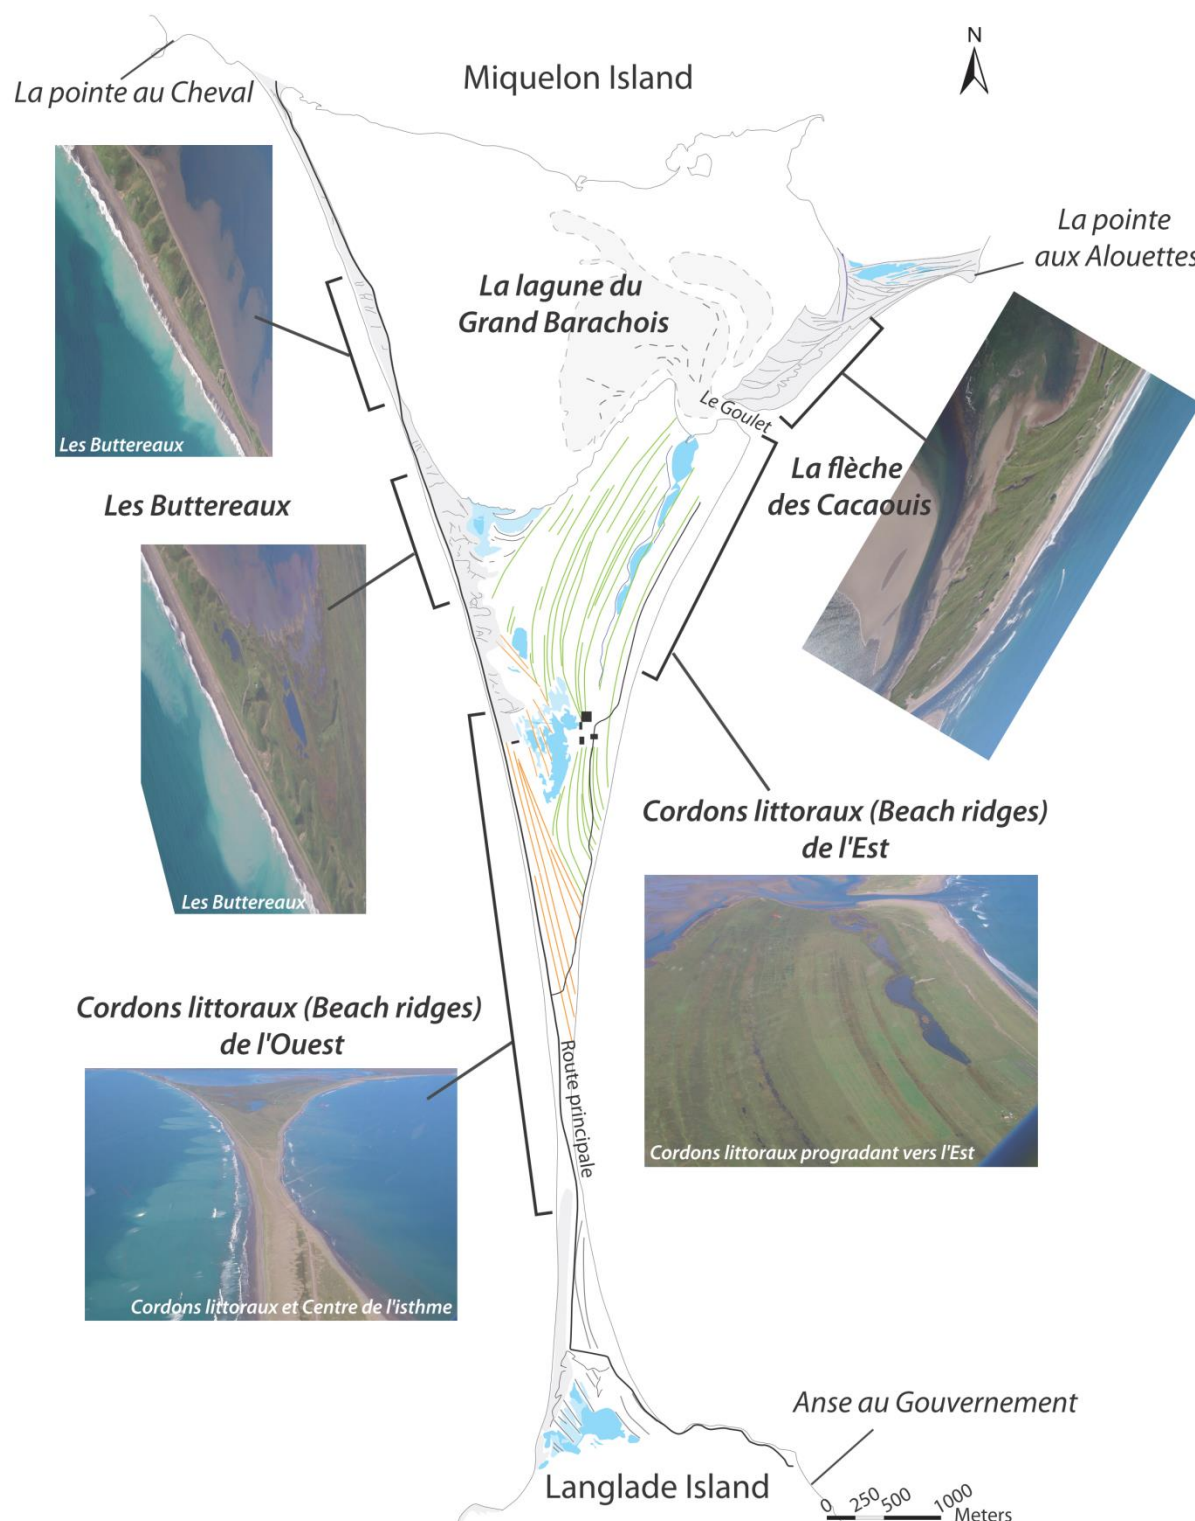 N
Miquelon Island
La pointe au Cheval
La pointe
aux Alouettes
La lagune du
Grand Barachois
Le Goulet
Les Buttereaux
La flèche
des Cacaouis
Les Buttereaux
Les Buttereaux
Cordons littoraux (Beach ridges)
de l'Est
Cordons littoraux progradant vers l'Est
Cordons littoraux (Beach ridges)
de l'Ouest
Route principale
Cordons littoraux et Centre de l'isthme
Anse au Gouvernement
Langlade Island
0 250 500 1000
Meters